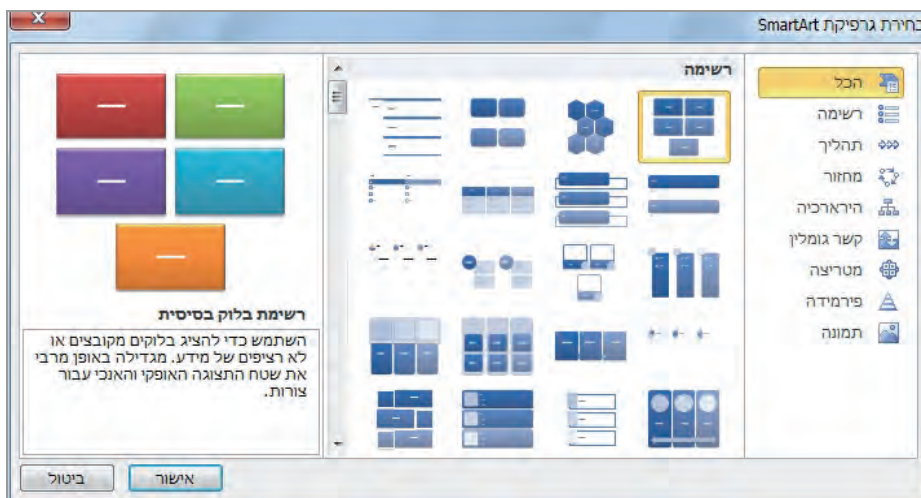 בחירת גרפיקת SmartArt
הכל
רשימה
תהליך
מחזור
היררכיה
קשר גומלין
מטריצה
פירמידה
תמונה
רשימה
רשימת בלוק בסיסית
השתמש כדי להציג בלוקים מקובצים או
לא רציפים של מידע. מגדילה באופן מרבי
את שטח התצוגה האופקי והאנכי עבור
צורות.
אישור
ביטול